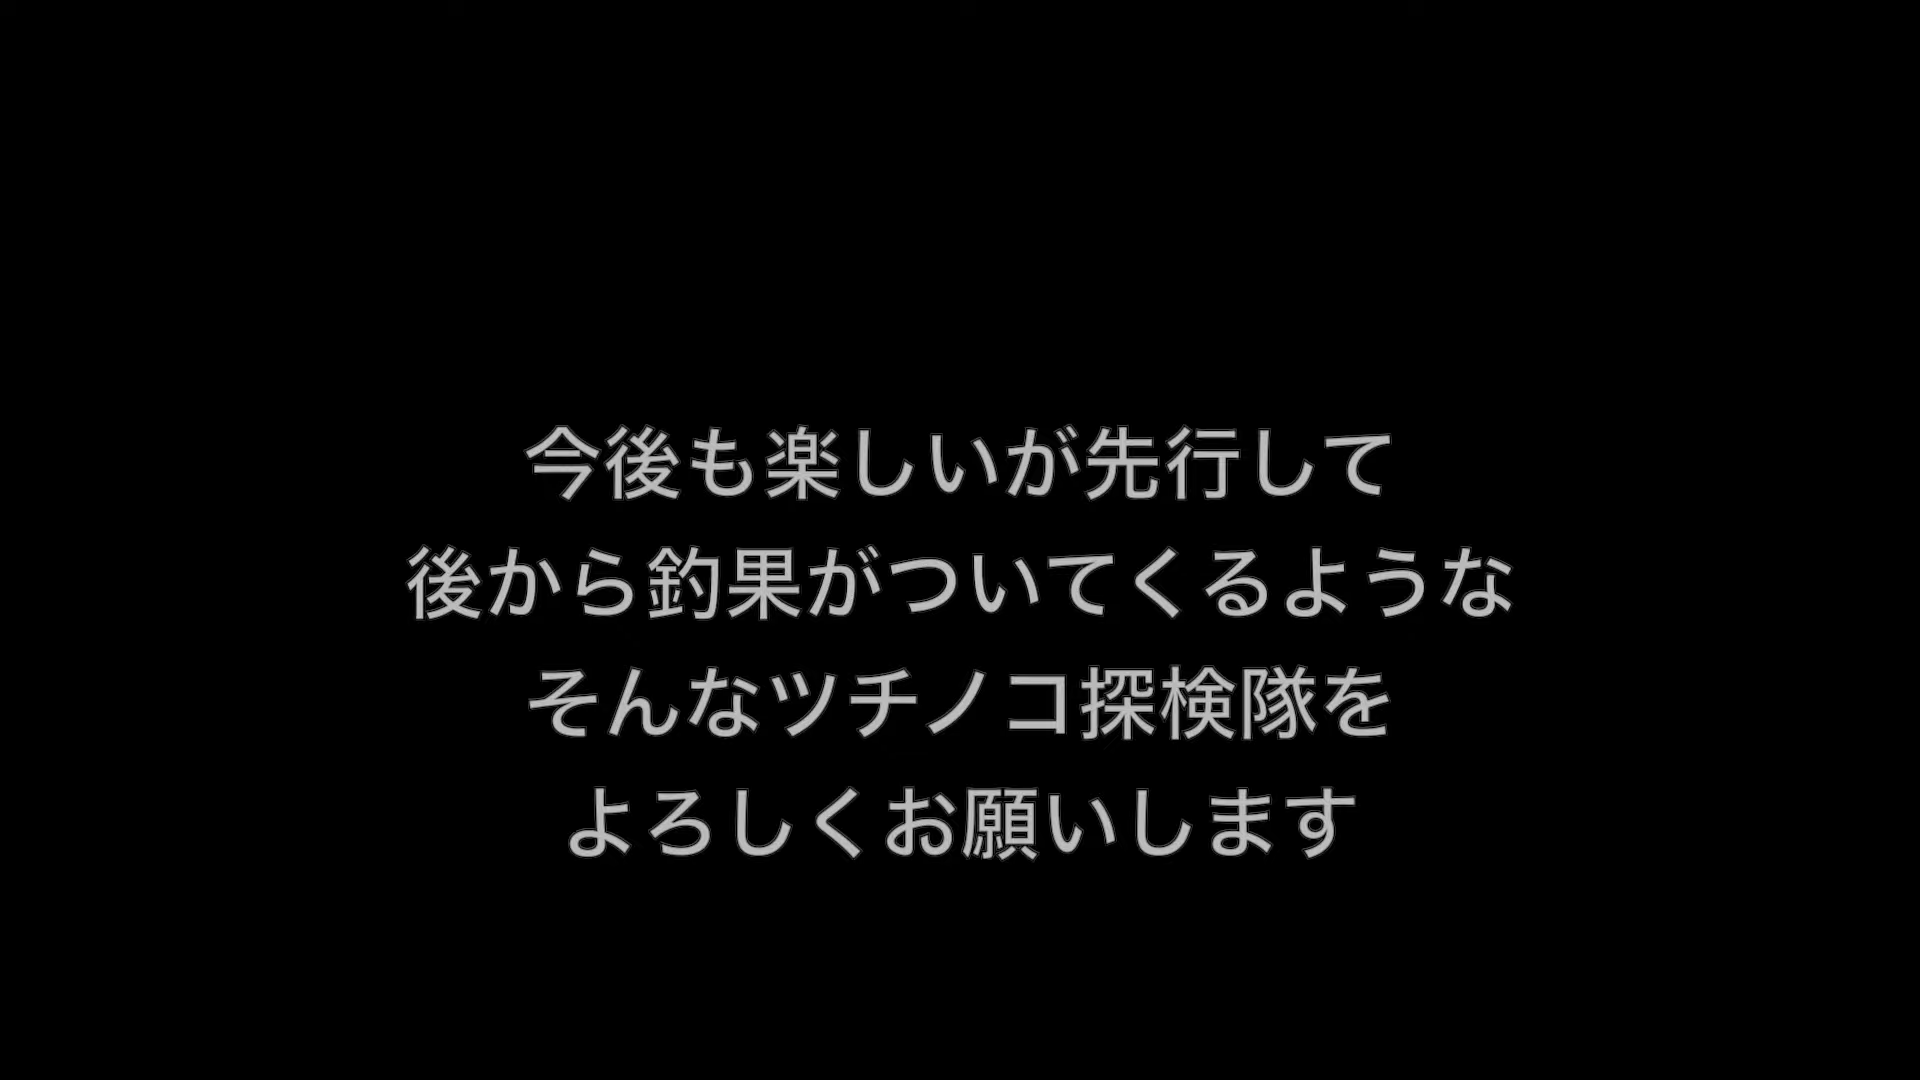 今後も楽しいが先行して
後から釣果がついてくるような
そんなツチノコ探検隊を
よろしくお願いします